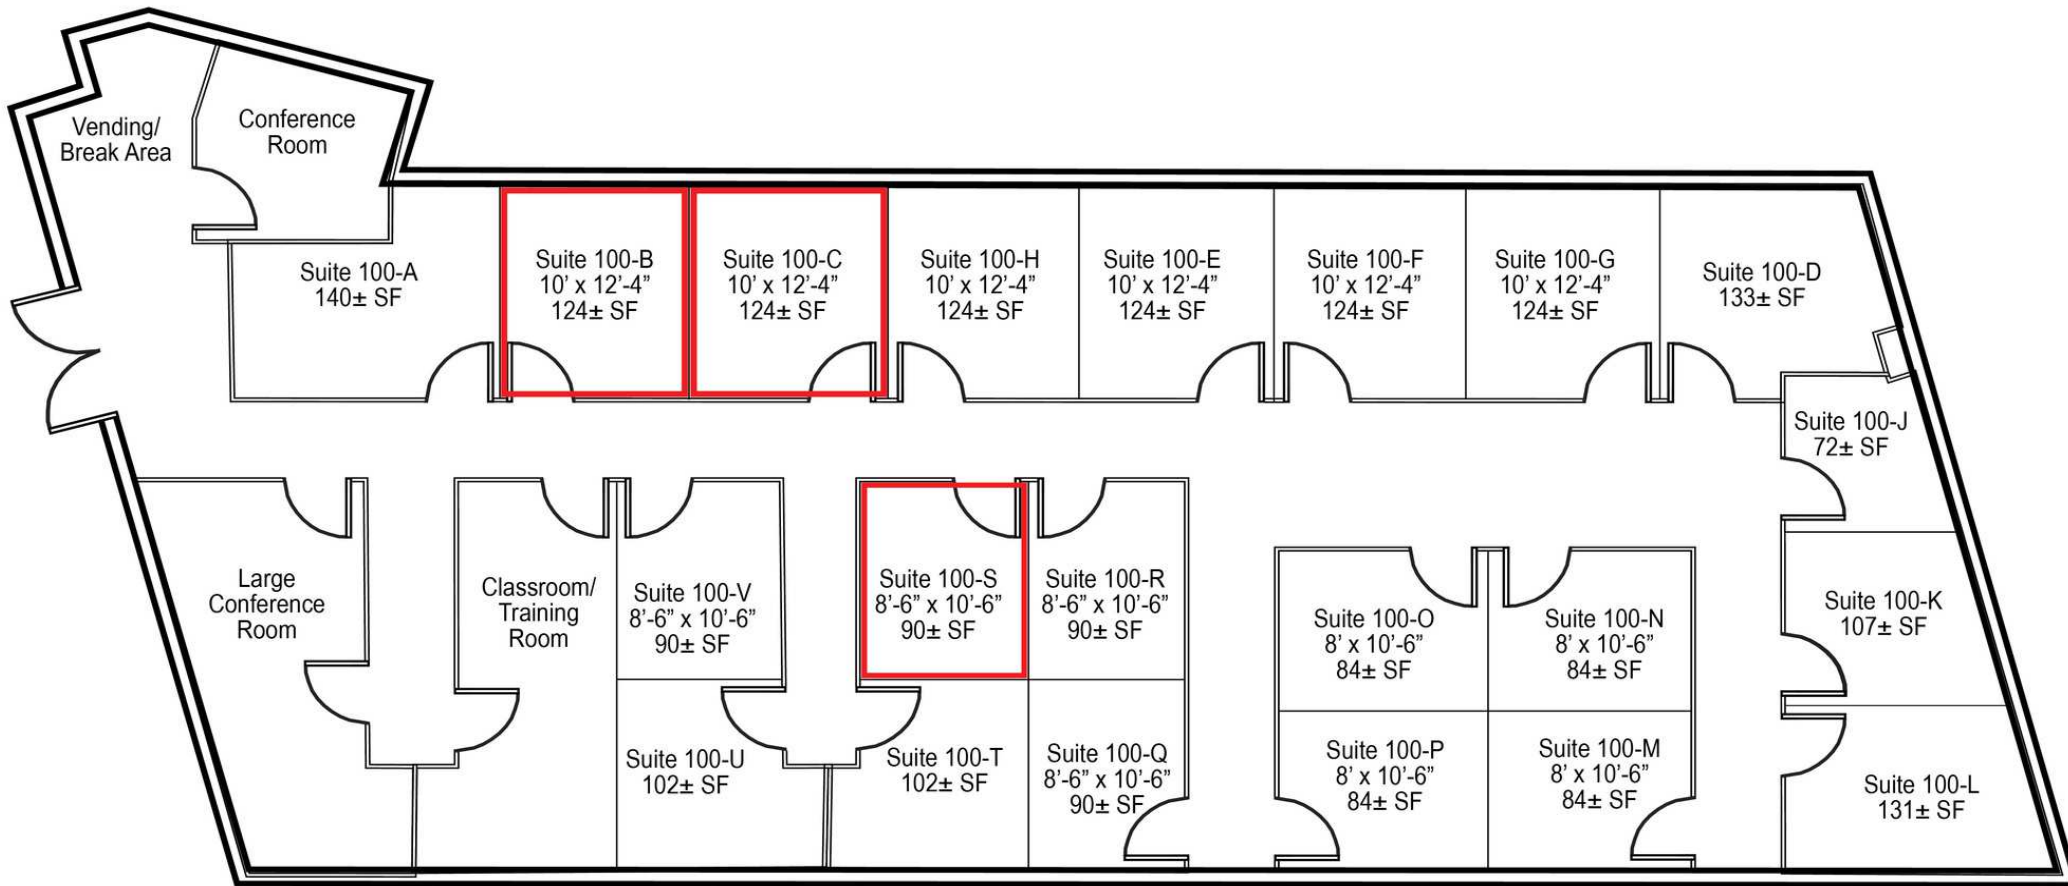 Vending/
Break Area
Conference
Room
Suite 100-A
140± SF
Suite 100-B
10’ x 12’-4”
124± SF
Suite 100-C
10’ x 12’-4”
124± SF
Suite 100-H
10’ x 12’-4”
124± SF
Suite 100-E
10’ x 12’-4”
124± SF
Suite 100-F
10’ x 12’-4”
124± SF
Suite 100-G
10’ x 12’-4”
124± SF
Suite 100-D
133± SF
Suite 100-J
72± SF
Large
Conference
Room
Classroom/
Training
Room
Suite 100-V
8’-6” x 10’-6”
90± SF
Suite 100-S
8’-6” x 10’-6”
90± SF
Suite 100-R
8’-6” x 10’-6”
90± SF
Suite 100-O
8’ x 10’-6”
84± SF
Suite 100-N
8’ x 10’-6”
84± SF
Suite 100-K
107± SF
Suite 100-U
102± SF
Suite 100-T
102± SF
Suite 100-Q
8’-6” x 10’-6”
90± SF
Suite 100-P
8’ x 10’-6”
84± SF
Suite 100-M
8’ x 10’-6”
84± SF
Suite 100-L
131± SF